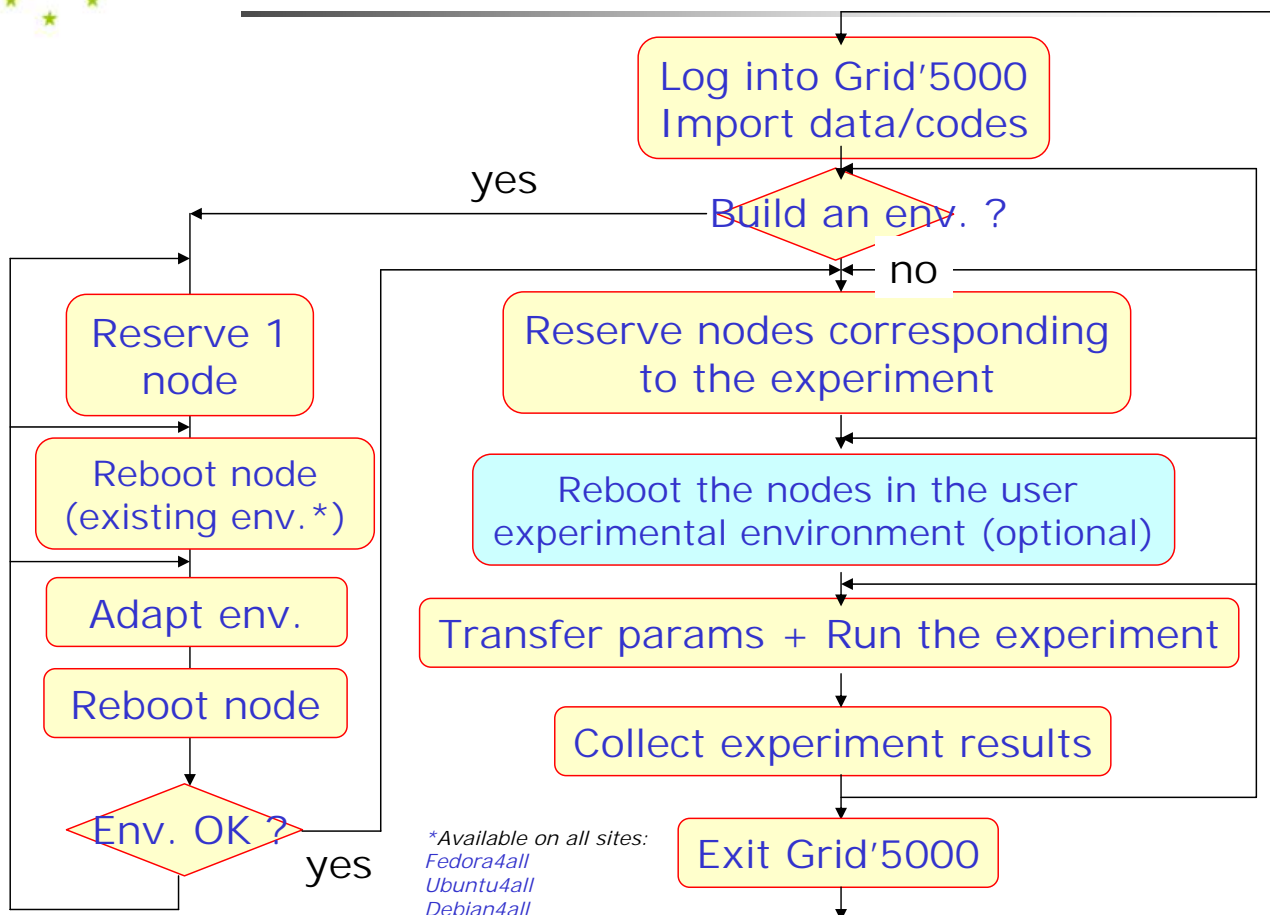 Log into Grid'5000
Import data/codes
yes
Build an env. ?
no
Reserve 1
node
Reserve nodes corresponding
to the experiment
Reboot node
(existing env.*)
Reboot the nodes in the user
experimental environment (optional)
Adapt env.
Transfer params + Run the experiment
Reboot node
Collect experiment results
Env. OK ?
yes
*Available on all sites:
Fedora4all
Ubuntu4all
Debian4all
Exit Grid'5000